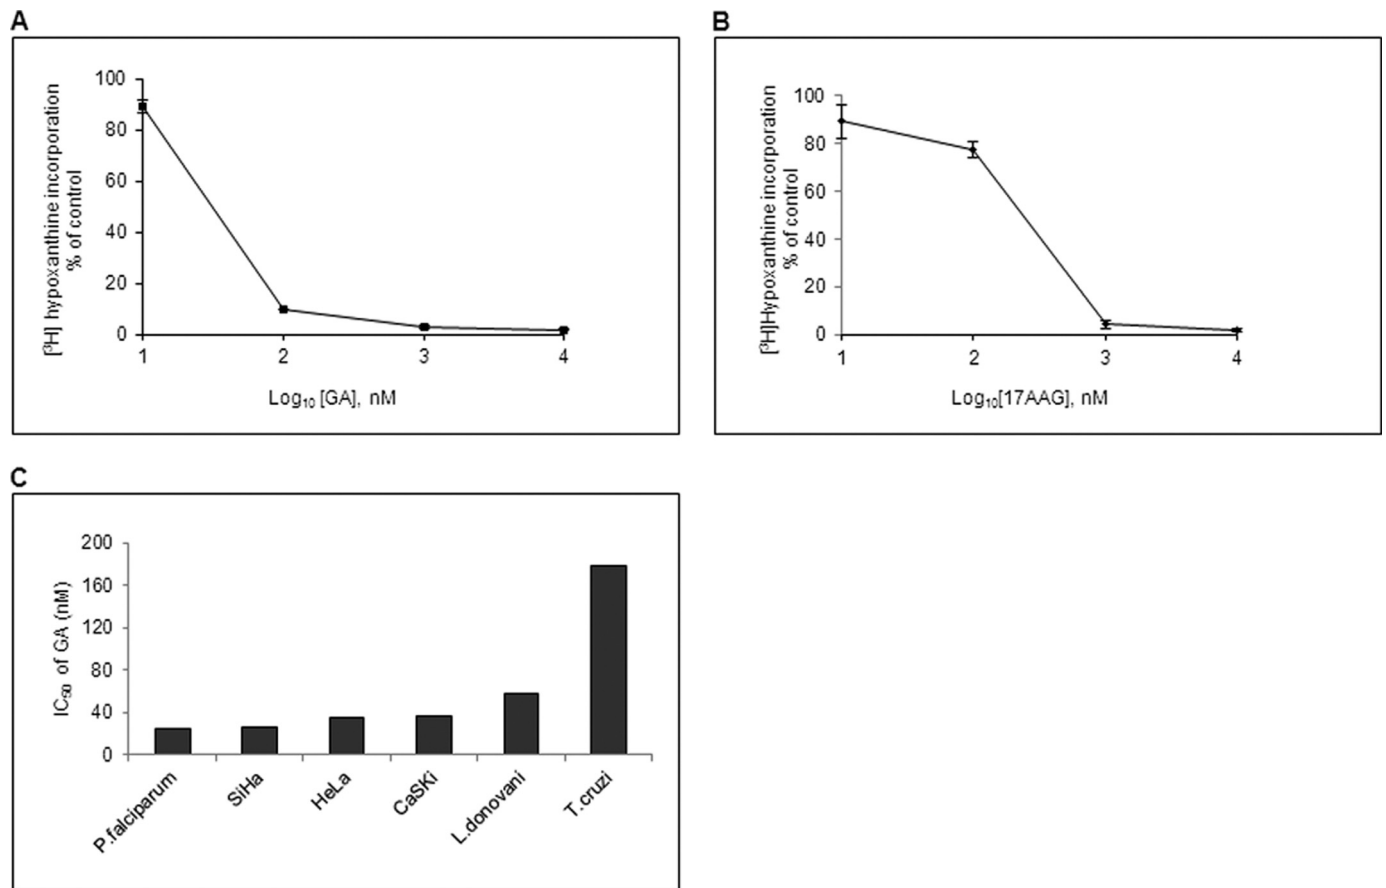 A
[³H] hypoxanthine incorporation
% of control
100
80
60
40
20
0
1 2 3 4
Log₁₀ [GA], nM
B
[³H]Hypoxanthine incorporation
% of control
100
80
60
40
20
0
1 2 3 4
Log₁₀[17AAG], nM
C
IC₅₀ of GA (nM)
200
160
120
80
40
0
P.falciparum
SiHa
HeLa
CaSKi
L.donovani
T.cruzi